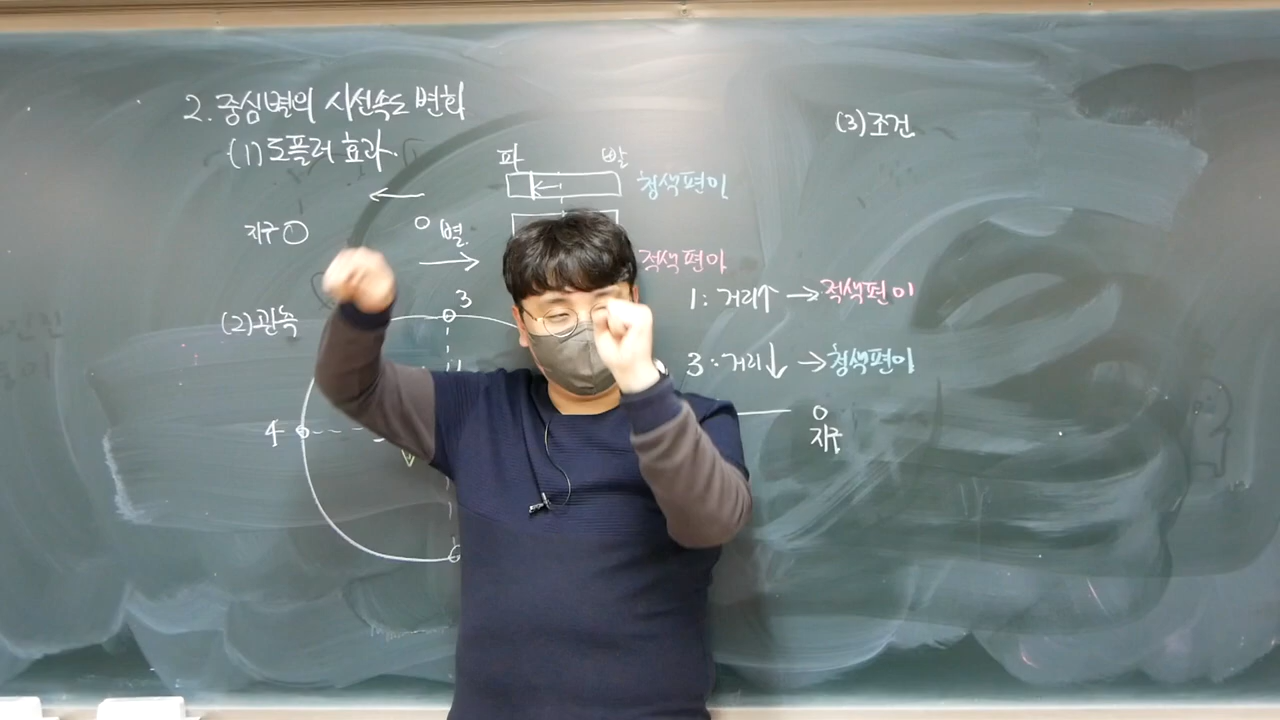 2. 중심별의 시선속도 변화
(1) 도플러 효과.
파 빨
청색편이
지구 별.
적색편이
(2) 관측
3
4
1: 거리↑ → 적색편이
3: 거리↓ → 청색편이
지구
(3) 조건